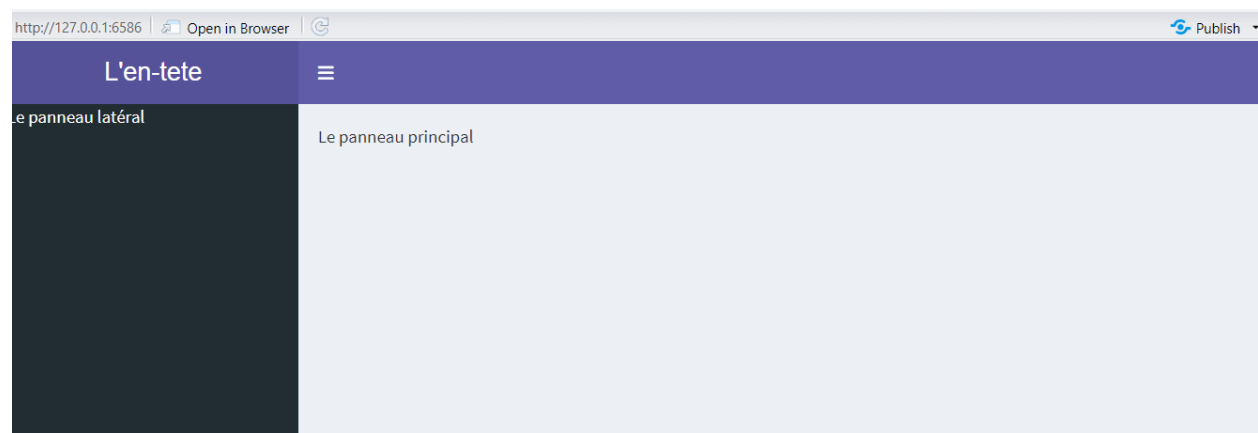 http://127.0.0.1:6586 Open in Browser Publish
L'en-tete
Le panneau latéral
Le panneau principal